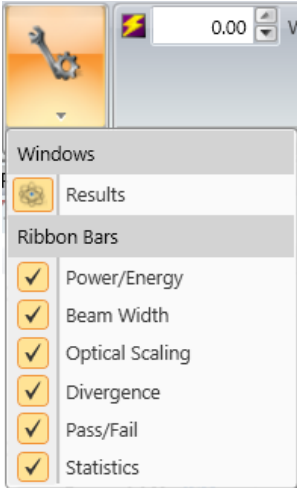 0.00
Windows
Results
Ribbon Bars
Power/Energy
Beam Width
Optical Scaling
Divergence
Pass/Fail
Statistics